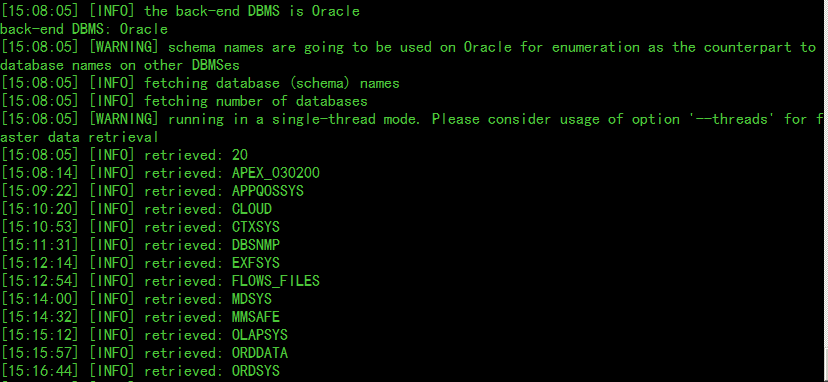 [15:08:05] [INFO] the back-end DBMS is Oracle
back-end DBMS: Oracle
[15:08:05] [WARNING] schema names are going to be used on Oracle for enumeration as the counterpart to
database names on other DBMSes
[15:08:05] [INFO] fetching database (schema) names
[15:08:05] [INFO] fetching number of databases
[15:08:05] [WARNING] running in a single-thread mode. Please consider usage of option '--threads' for f
aster data retrieval
[15:08:05] [INFO] retrieved: 20
[15:08:14] [INFO] retrieved: APEX_030200
[15:09:22] [INFO] retrieved: APPQOSSYS
[15:10:20] [INFO] retrieved: CLOUD
[15:10:53] [INFO] retrieved: CTXSYS
[15:11:31] [INFO] retrieved: DBSNMP
[15:12:14] [INFO] retrieved: EXFSYS
[15:12:54] [INFO] retrieved: FLOWS_FILES
[15:14:00] [INFO] retrieved: MDSYS
[15:14:32] [INFO] retrieved: MMSAFE
[15:15:12] [INFO] retrieved: OLAPSYS
[15:15:57] [INFO] retrieved: ORDDATA
[15:16:44] [INFO] retrieved: ORDSYS